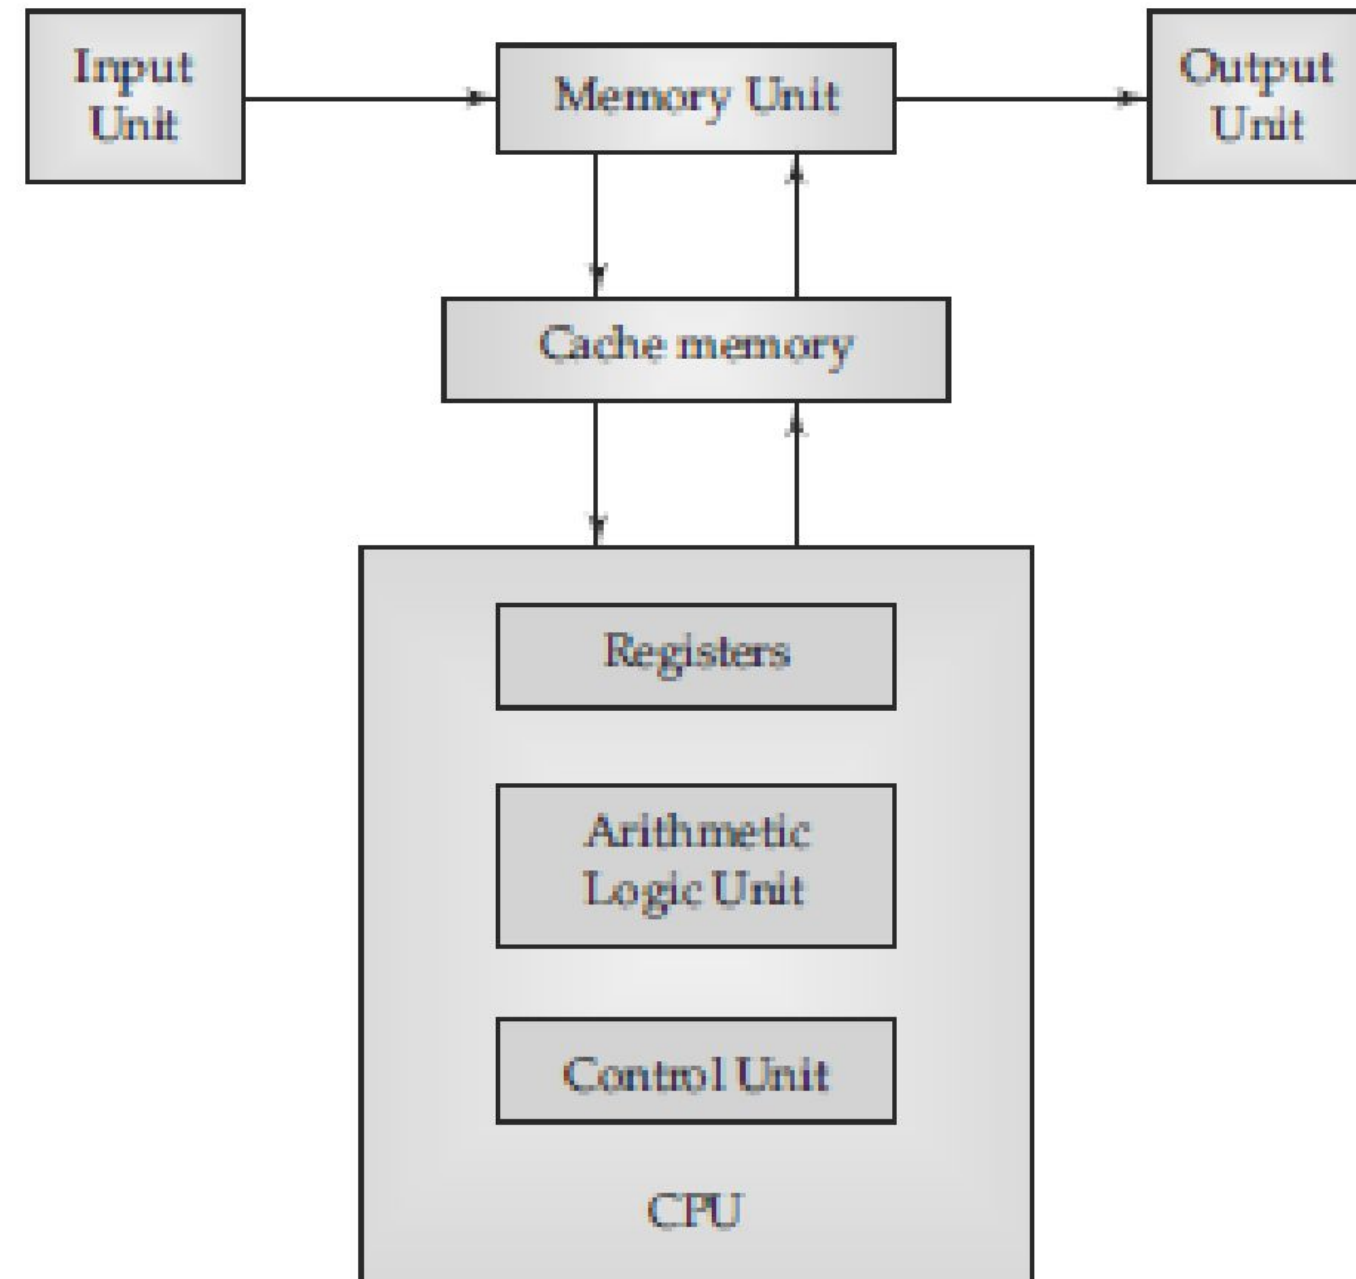 Input
Unit
Memory Unit
Output
Unit
Cache memory
Registers
Arithmetic
Logic Unit
Control Unit
CPU